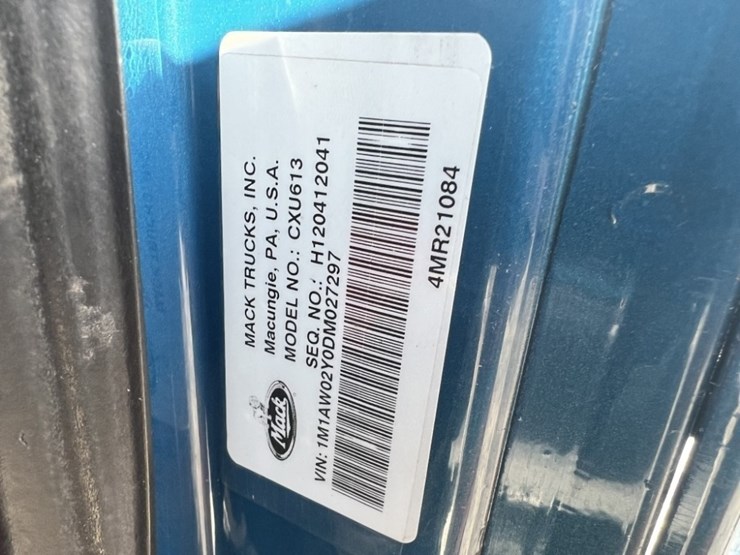 MACK TRUCKS, INC.
Macungie, PA, U.S.A.
MODEL NO.: CXU613
SEQ. NO.: H120412041
Mack
VIN: 1M1AW02Y0DM027297
4MR21084